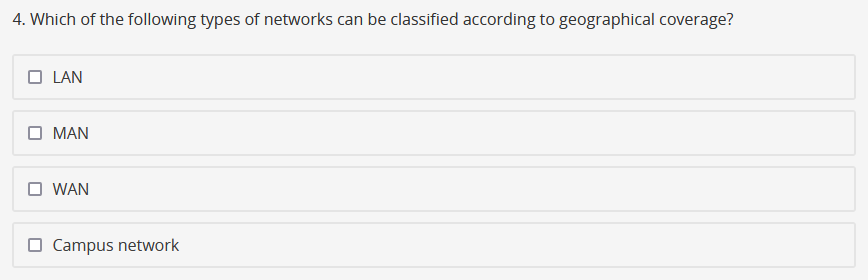 4. Which of the following types of networks can be classified according to geographical coverage?
LAN
MAN
WAN
Campus network